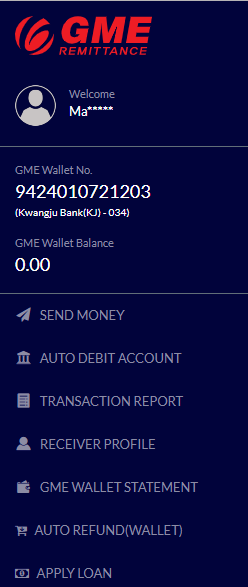 GME
REMITTANCE
Welcome
Ma*****
GME Wallet No.
9424010721203
(Kwangju Bank(KJ) - 034)
GME Wallet Balance
0.00
SEND MONEY
AUTO DEBIT ACCOUNT
TRANSACTION REPORT
RECEIVER PROFILE
GME WALLET STATEMENT
AUTO REFUND(WALLET)
APPLY LOAN